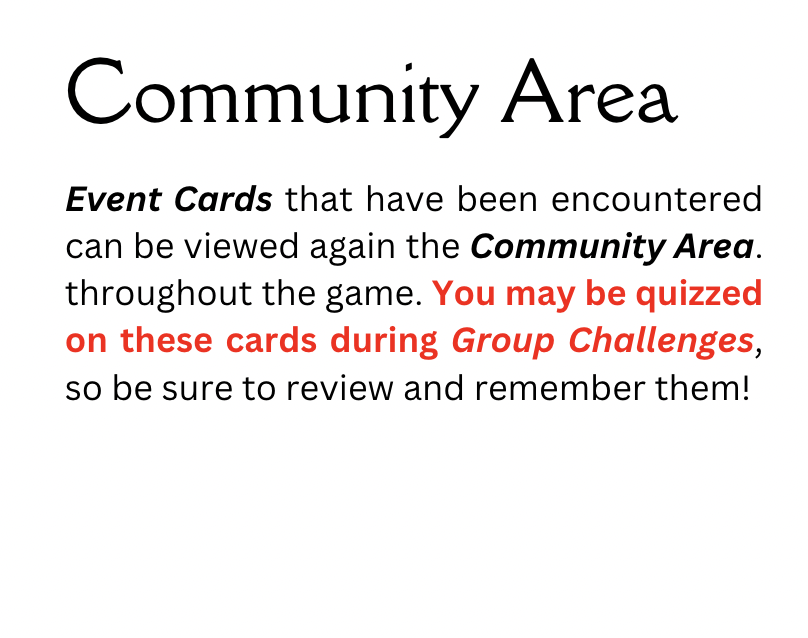 Community Area
Event Cards that have been encountered
can be viewed again the Community Area.
throughout the game. You may be quizzed
on these cards during Group Challenges,
so be sure to review and remember them!